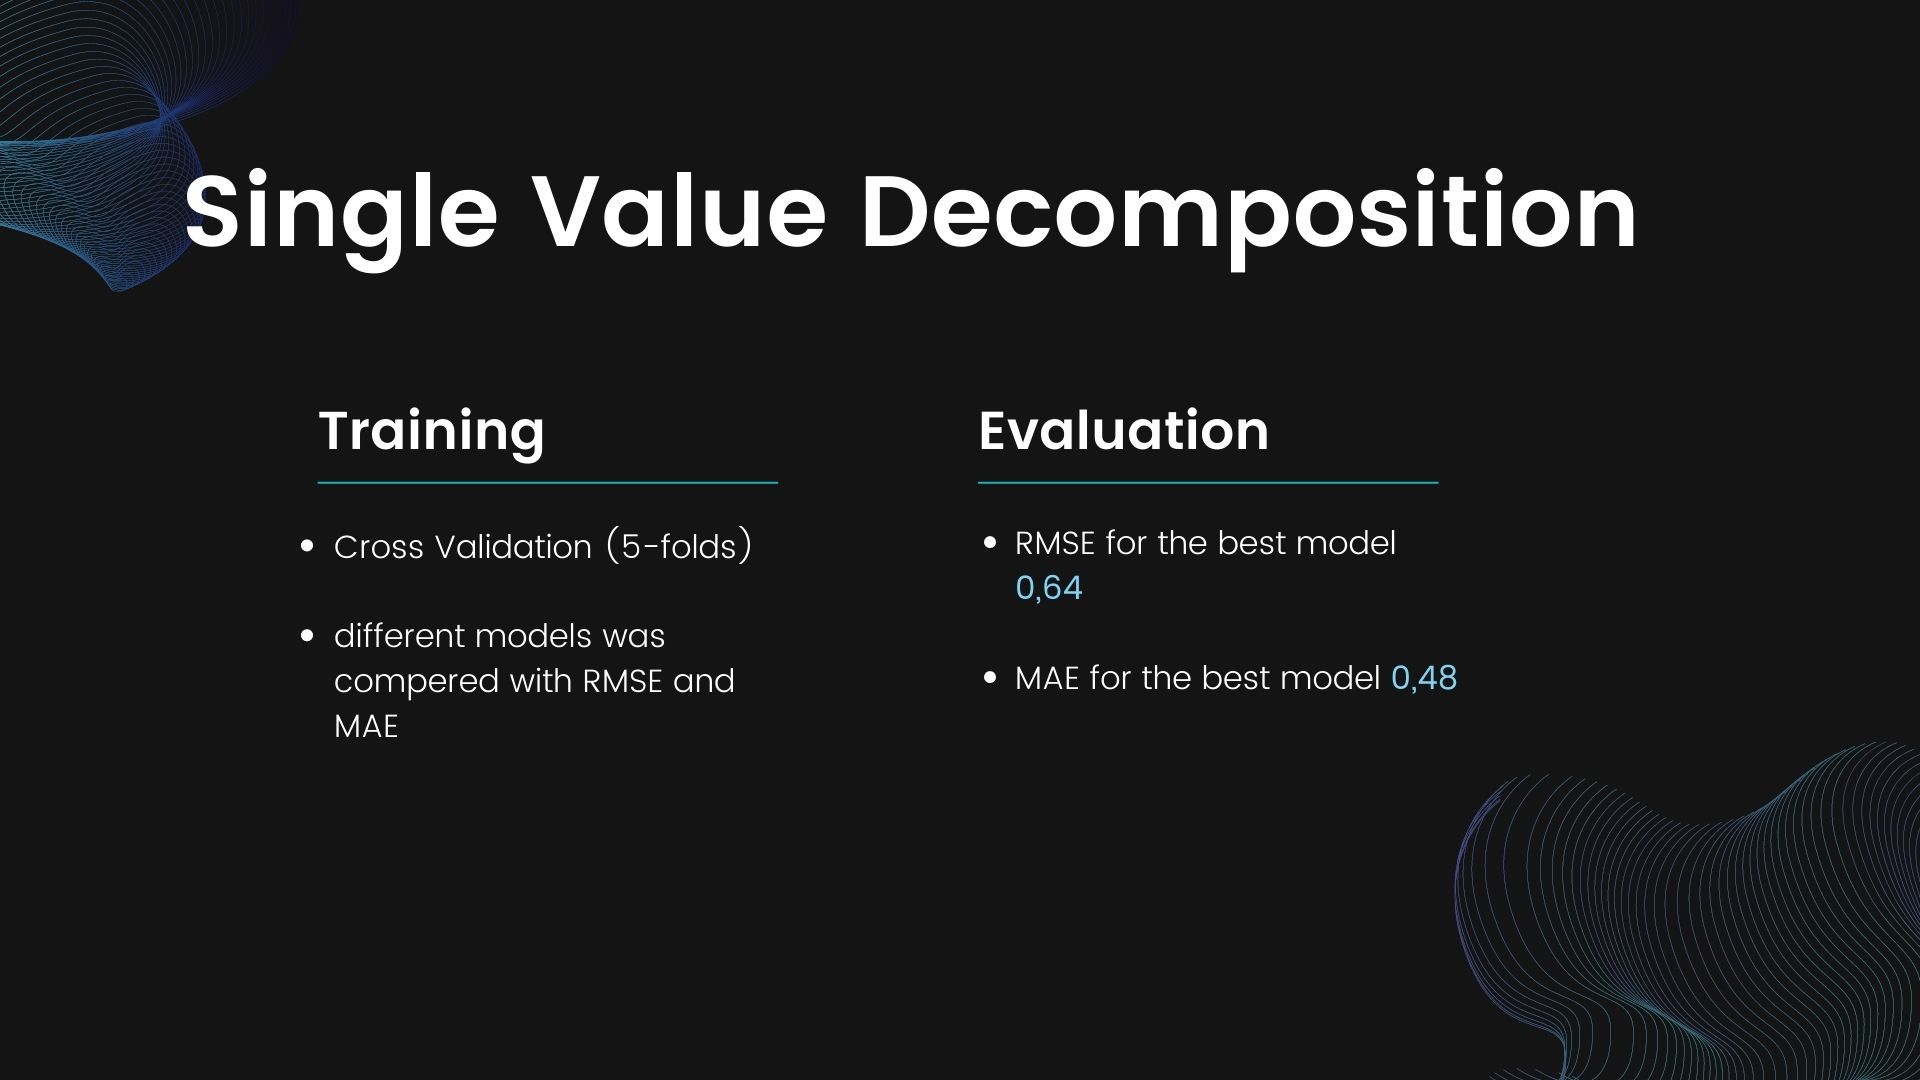 Single Value Decomposition
Training
• Cross Validation (5-folds)
• different models was
compered with RMSE and
MAE
Evaluation
• RMSE for the best model
0,64
• MAE for the best model 0,48